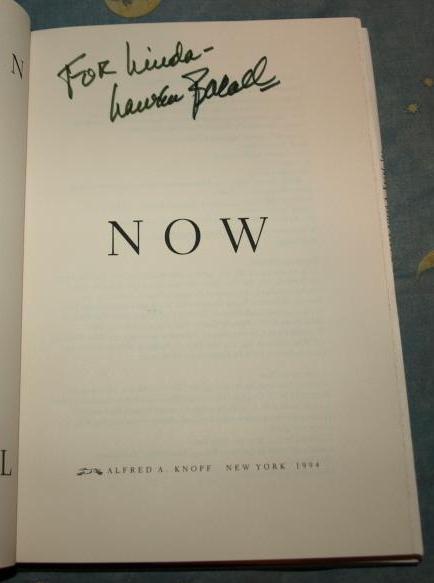 N
FOR Linda -
Lauren Bacall
NOW
L
ALFRED A. KNOPF NEW YORK 1994